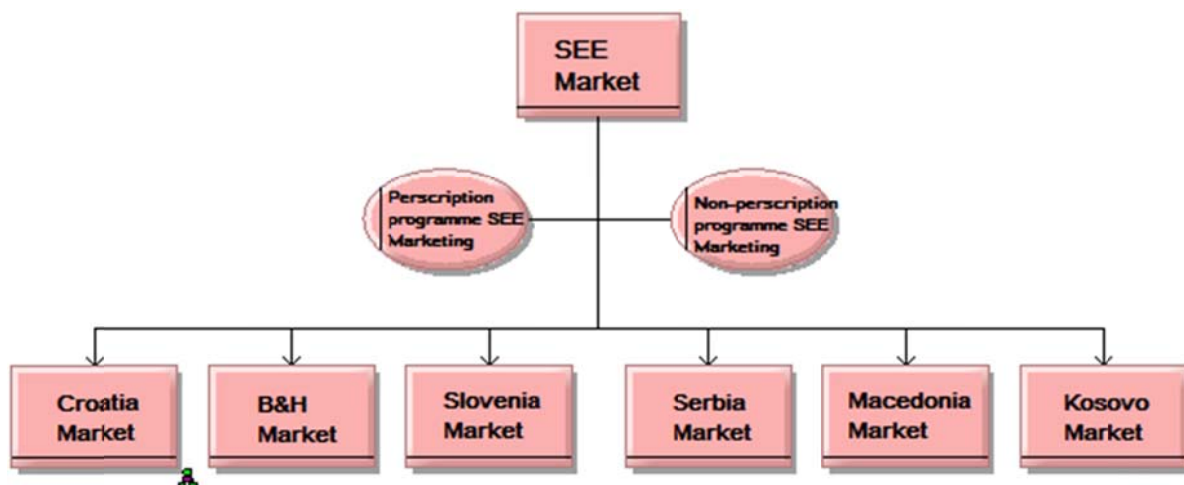 SEE
Market
Perscription
programme SEE
Marketing
Non-perscription
programme SEE
Marketing
Croatia
Market
B&H
Market
Slovenia
Market
Serbia
Market
Macedonia
Market
Kosovo
Market